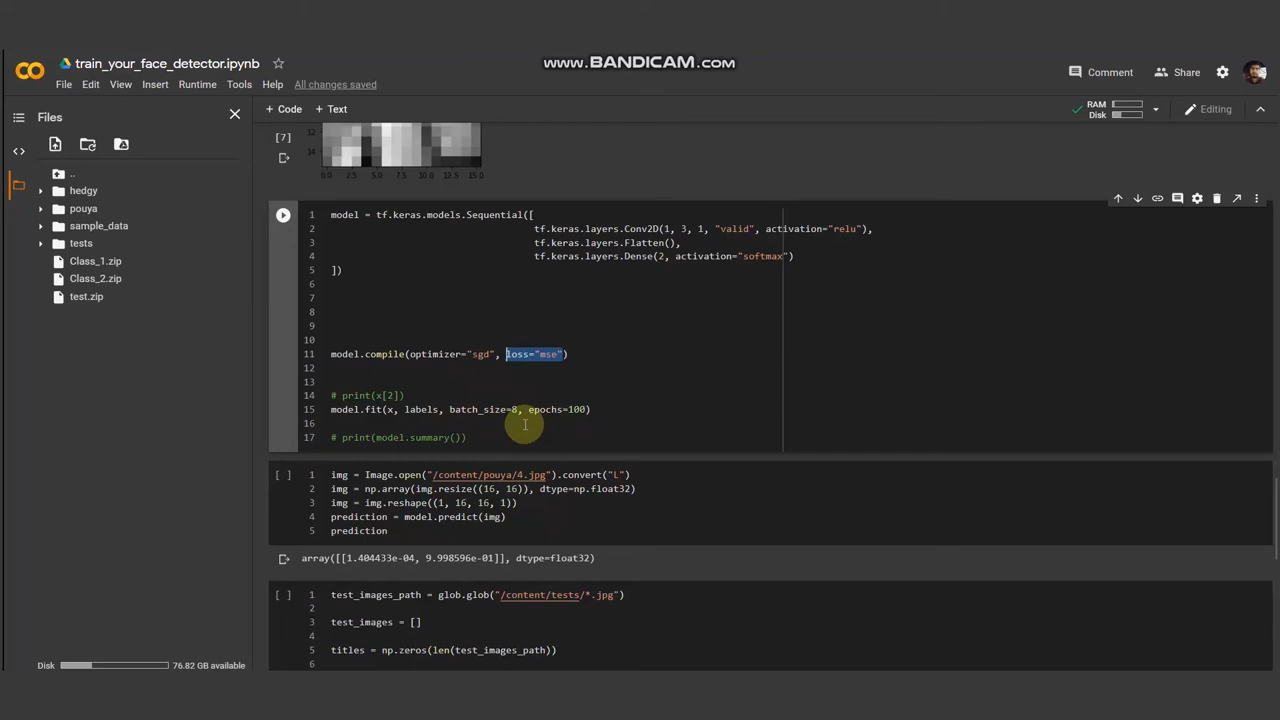 www.BANDICAM.com
train_your_face_detector.ipynb
File Edit View Insert Runtime Tools Help All changes saved
Comment Share
Files
+ Code + Text
RAM
Disk
Editing
[7]
12
14
0.0 2.5 5.0 7.5 10.0 12.5 15.0
..
hedgy
pouya
sample_data
tests
Class_1.zip
Class_2.zip
test.zip
1 model = tf.keras.models.Sequential([
2 tf.keras.layers.Conv2D(1, 3, 1, "valid", activation="relu"),
3 tf.keras.layers.Flatten(),
4 tf.keras.layers.Dense(2, activation="softmax")
5 ])
6
7
8
9
10
11 model.compile(optimizer="sgd", loss="mse")
12
13
14 # print(x[2])
15 model.fit(x, labels, batch_size=8, epochs=100)
16
17 # print(model.summary())
[ ] 1 img = Image.open("/content/pouya/4.jpg").convert("L")
2 img = np.array(img.resize((16, 16)), dtype=np.float32)
3 img = img.reshape((1, 16, 16, 1))
4 prediction = model.predict(img)
5 prediction
array([[1.404433e-04, 9.998596e-01]], dtype=float32)
[ ] 1 test_images_path = glob.glob("/content/tests/*.jpg")
2
3 test_images = []
4
5 titles = np.zeros(len(test_images_path))
6
Disk 76.82 GB available